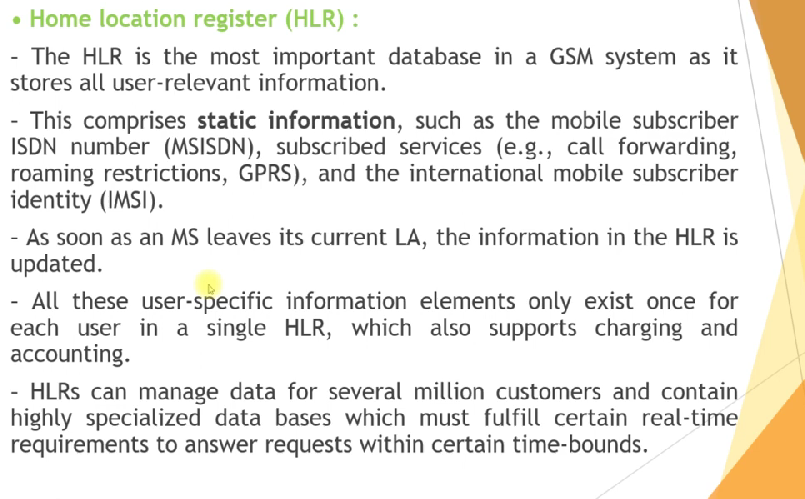 • Home location register (HLR) :
- The HLR is the most important database in a GSM system as it
stores all user-relevant information.
- This comprises static information, such as the mobile subscriber
ISDN number (MSISDN), subscribed services (e.g., call forwarding,
roaming restrictions, GPRS), and the international mobile subscriber
identity (IMSI).
- As soon as an MS leaves its current LA, the information in the HLR is
updated.
- All these user-specific information elements only exist once for
each user in a single HLR, which also supports charging and
accounting.
- HLRs can manage data for several million customers and contain
highly specialized data bases which must fulfill certain real-time
requirements to answer requests within certain time-bounds.